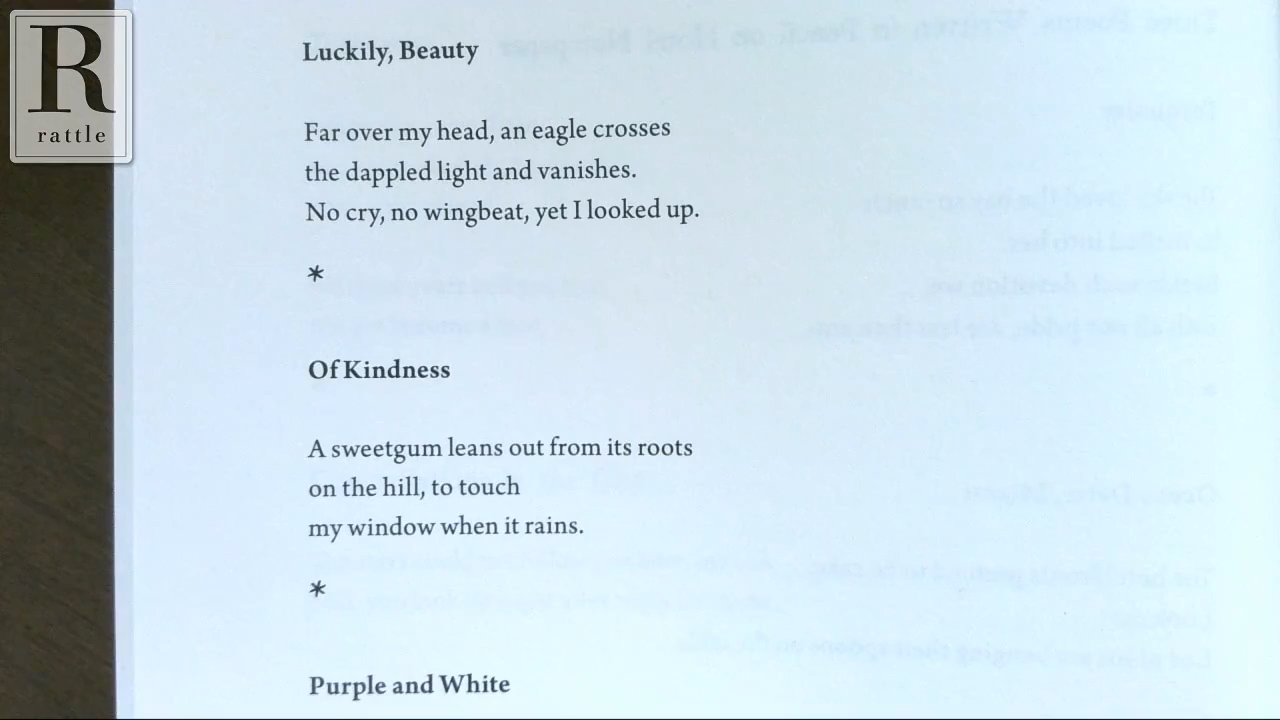 R
rattle
Luckily, Beauty
Far over my head, an eagle crosses
the dappled light and vanishes.
No cry, no wingbeat, yet I looked up.
*
Of Kindness
A sweetgum leans out from its roots
on the hill, to touch
my window when it rains.
*
Purple and White